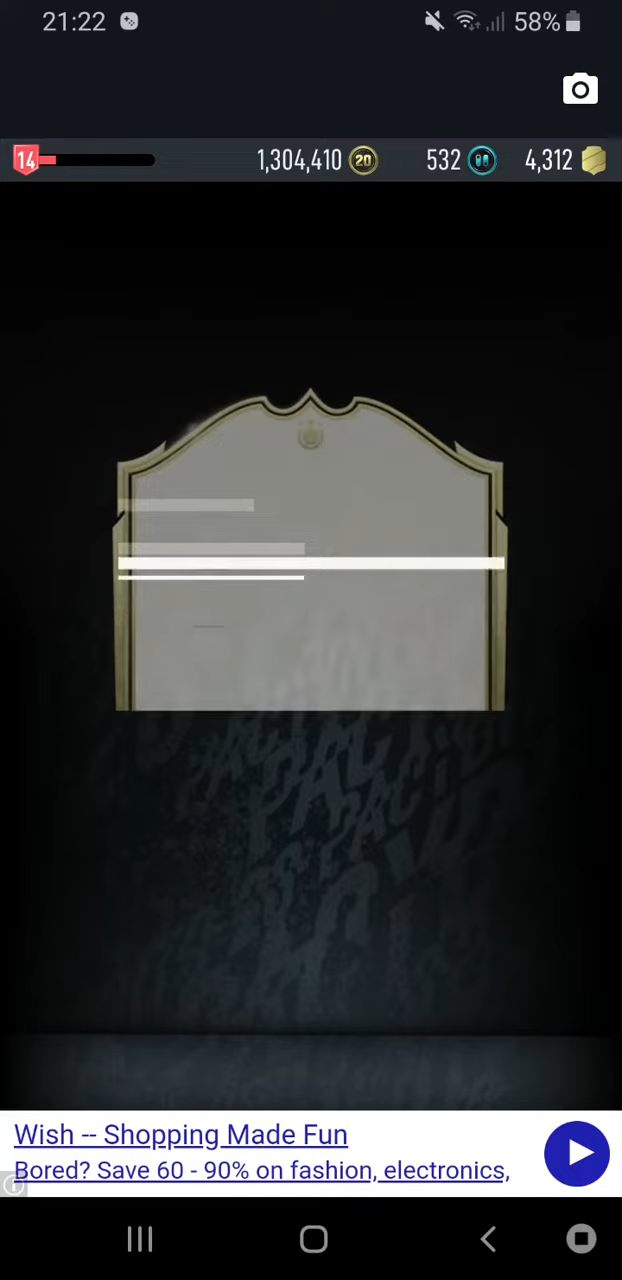 21:22 58%
14 1,304,410 20 532 4,312
Wish -- Shopping Made Fun
Bored? Save 60 - 90% on fashion, electronics,